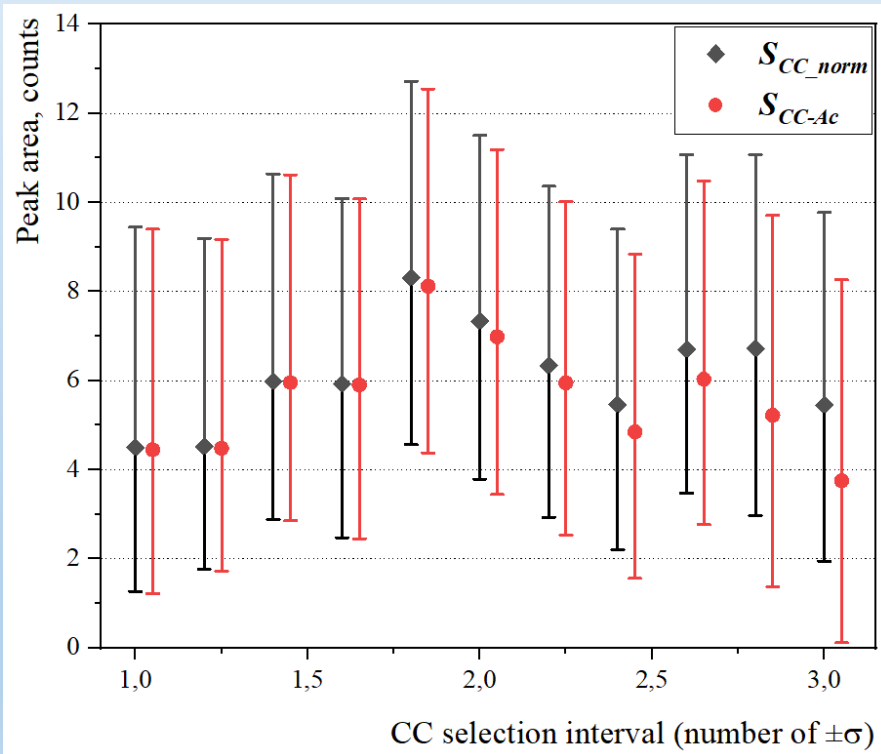 14
12
10
8
6
4
2
0
Peak area, counts
S_CC_norm
S_CC-Ac
1,0 1,5 2,0 2,5 3,0
CC selection interval (number of ±σ)